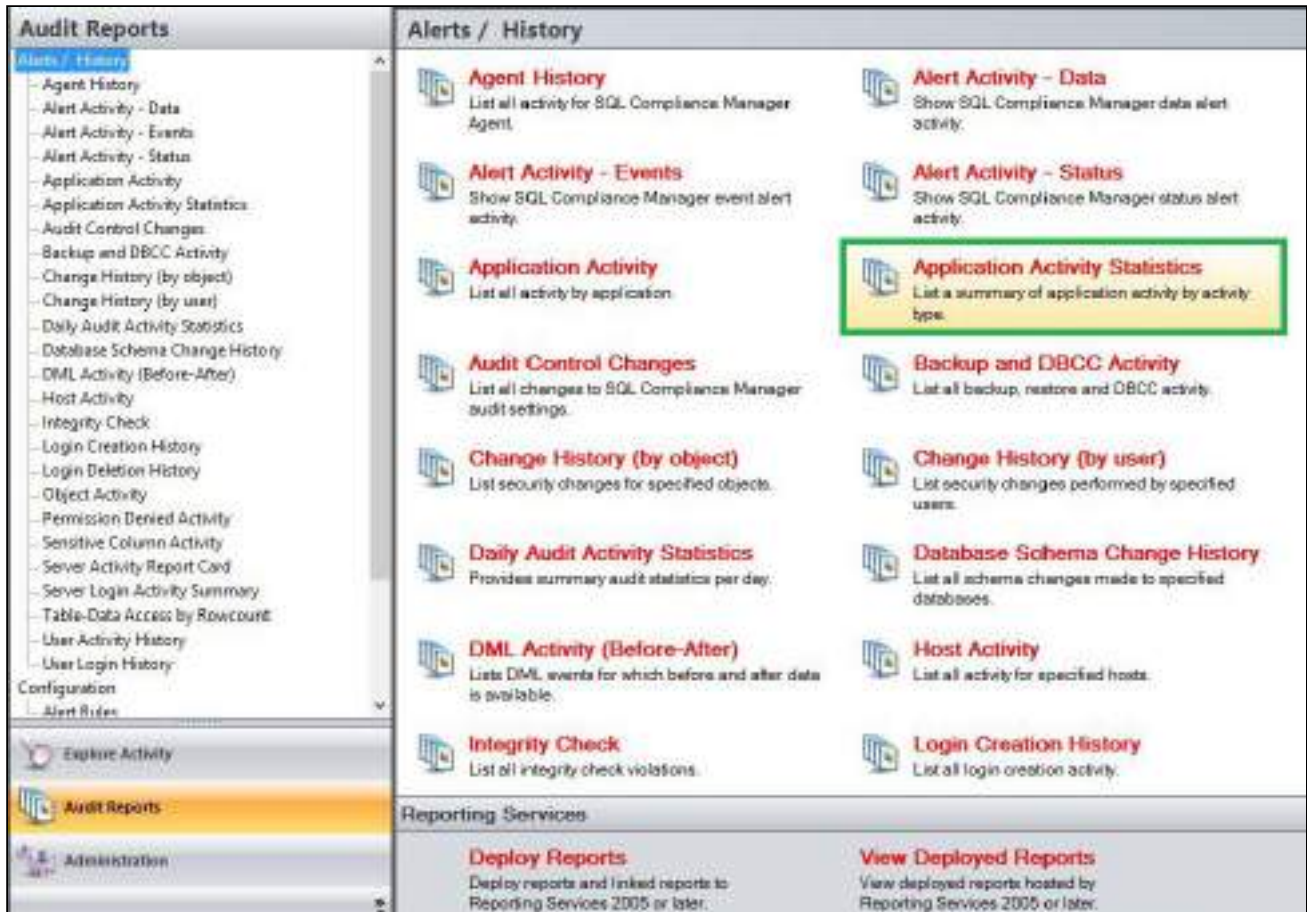 Audit Reports
Alerts / History
Agent History
Alert Activity - Data
Alert Activity - Events
Alert Activity - Status
Application Activity
Application Activity Statistics
Audit Control Changes
Backup and DBCC Activity
Change History (by object)
Change History (by user)
Daily Audit Activity Statistics
Database Schema Change History
DML Activity (Before-After)
Host Activity
Integrity Check
Login Creation History
Login Deletion History
Object Activity
Permission Denied Activity
Sensitive Column Activity
Server Activity Report Card
Server Login Activity Summary
Table-Data Access by Rowcount
User Activity History
User Login History
Configuration
Alert Rules
Explore Activity
Audit Reports
Administration
Alerts / History
Agent History
List all activity for SQL Compliance Manager
Agent.
Alert Activity - Data
Show SQL Compliance Manager data alert
activity.
Alert Activity - Events
Show SQL Compliance Manager event alert
activity.
Alert Activity - Status
Show SQL Compliance Manager status alert
activity.
Application Activity
List all activity by application.
Application Activity Statistics
List a summary of application activity by activity
type.
Audit Control Changes
List all changes to SQL Compliance Manager
audit settings.
Backup and DBCC Activity
List all backup, restore and DBCC activity.
Change History (by object)
List security changes for specified objects.
Change History (by user)
List security changes performed by specified
users.
Daily Audit Activity Statistics
Provides summary audit statistics per day.
Database Schema Change History
List all schema changes made to specified
databases.
DML Activity (Before-After)
Lists DML events for which before and after data
is available.
Host Activity
List all activity for specified hosts.
Integrity Check
List all integrity check violations.
Login Creation History
List all login creation activity.
Reporting Services
Deploy Reports
Deploy reports and linked reports to
Reporting Services 2005 or later.
View Deployed Reports
View deployed reports hosted by
Reporting Services 2005 or later.